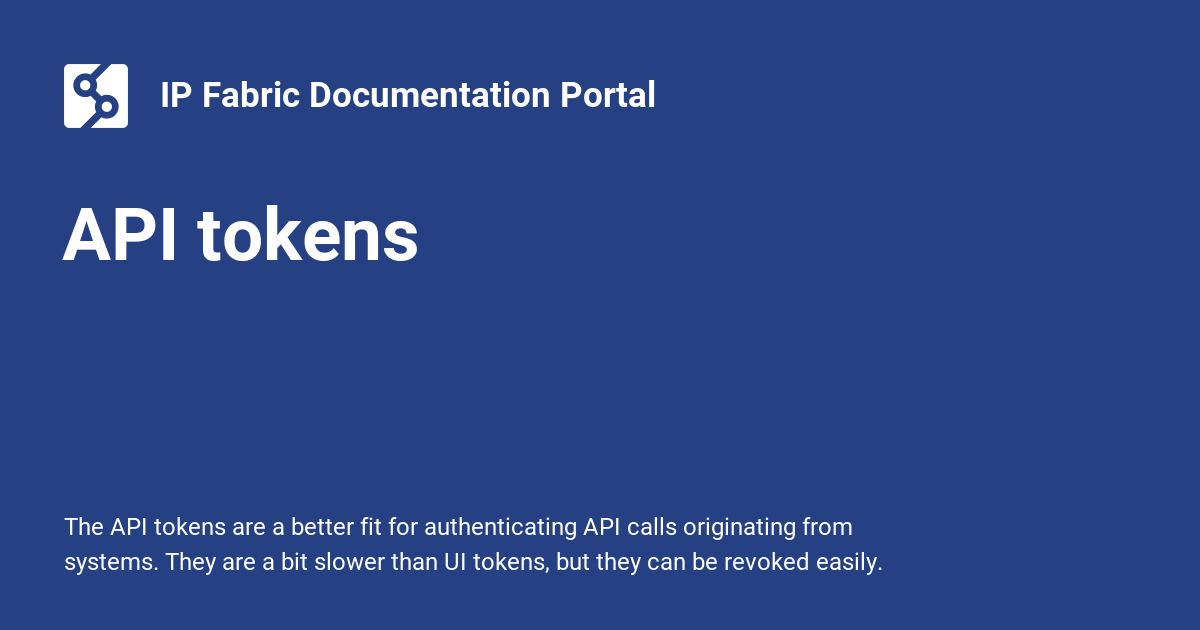 IP Fabric Documentation Portal
API tokens
The API tokens are a better fit for authenticating API calls originating from
systems. They are a bit slower than UI tokens, but they can be revoked easily.